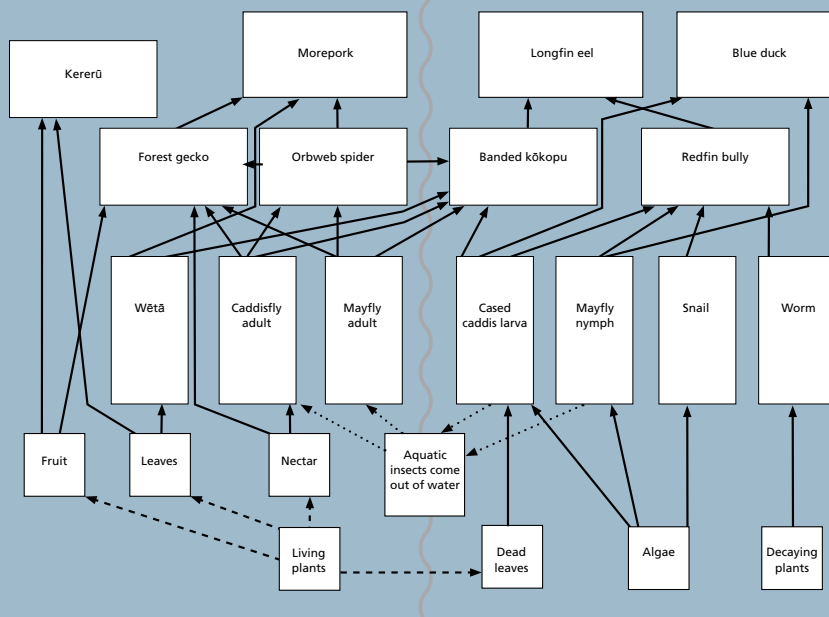 Morepork
Longfin eel
Blue duck
Kererū
Forest gecko
Orbweb spider
Banded kōkopu
Redfin bully
Wētā
Caddisfly
adult
Mayfly
adult
Cased
caddis larva
Mayfly
nymph
Snail
Worm
Fruit
Leaves
Nectar
Aquatic
insects come
out of water
Living
plants
Dead
leaves
Algae
Decaying
plants